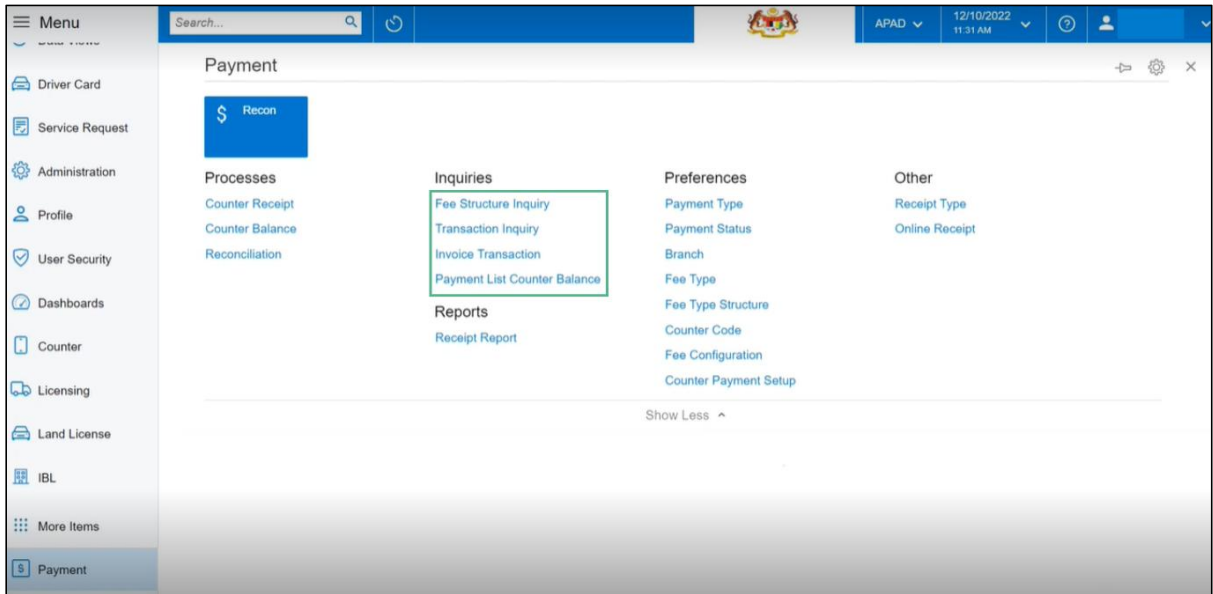 Menu
Search...
APAD
12/10/2022
11:31 AM
Data Views
Driver Card
Service Request
Administration
Profile
User Security
Dashboards
Counter
Licensing
Land License
IBL
More Items
Payment
Payment
$ Recon
Processes
Counter Receipt
Counter Balance
Reconciliation
Inquiries
Fee Structure Inquiry
Transaction Inquiry
Invoice Transaction
Payment List Counter Balance
Reports
Receipt Report
Preferences
Payment Type
Payment Status
Branch
Fee Type
Fee Type Structure
Counter Code
Fee Configuration
Counter Payment Setup
Other
Receipt Type
Online Receipt
Show Less